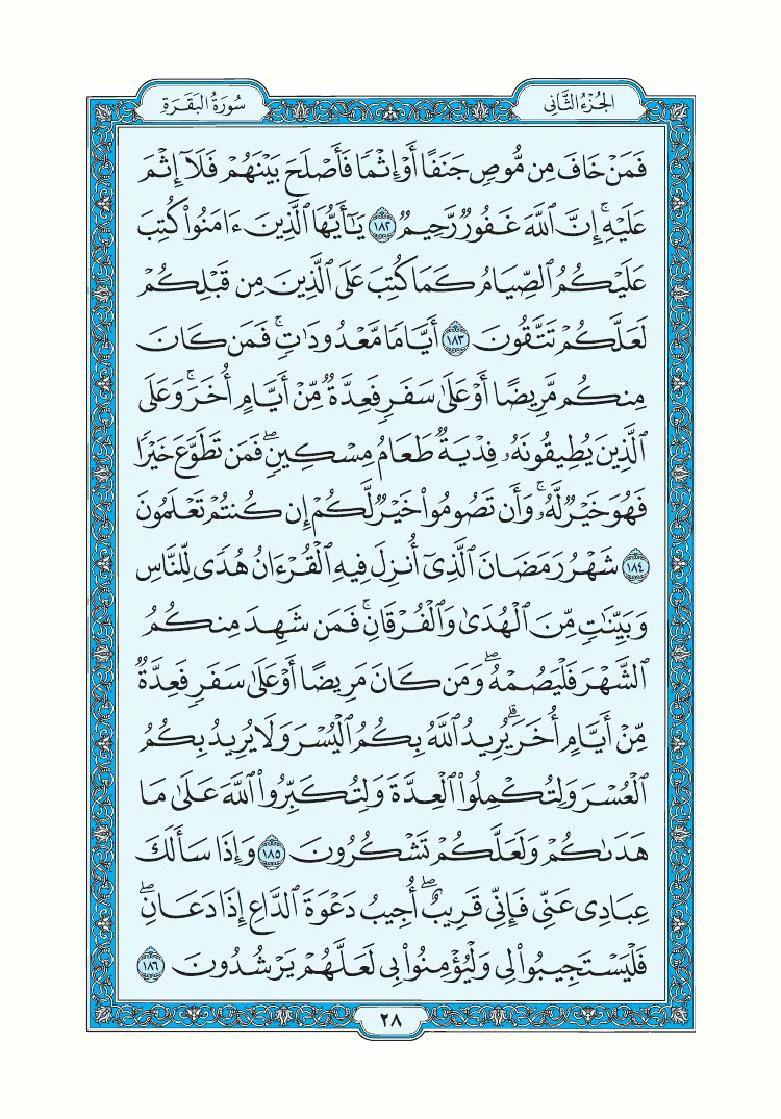 الجُزْءُ الثَّانِي
سُورَةُ البَقَرَةِ
فَمَنْ خَافَ مِن مُّوصٍ جَنَفًا أَوْ إِثْمًا فَأَصْلَحَ بَيْنَهُمْ فَلَآ إِثْمَ
عَلَيْهِۚ إِنَّ ٱللَّهَ غَفُورٌ رَّحِيمٌ ١٨٢ يَـٰٓأَيُّهَا ٱلَّذِينَ ءَامَنُوا۟ كُتِبَ
عَلَيْكُمُ ٱلصِّيَامُ كَمَا كُتِبَ عَلَى ٱلَّذِينَ مِن قَبْلِكُمْ
لَعَلَّكُمْ تَتَّقُونَ ١٨٣ أَيَّامًا مَّعْدُودَٰتٍۚ فَمَن كَانَ
مِنكُم مَّرِيضًا أَوْ عَلَىٰ سَفَرٍ فَعِدَّةٌ مِّنْ أَيَّامٍ أُخَرَۚ وَعَلَى
ٱلَّذِينَ يُطِيقُونَهُۥ فِدْيَةٌ طَعَامُ مِسْكِينٍۖ فَمَن تَطَوَّعَ خَيْرًا
فَهُوَ خَيْرٌ لَّهُۥۚ وَأَن تَصُومُوا۟ خَيْرٌ لَّكُمْ إِن كُنتُمْ تَعْلَمُونَ
١٨٤ شَهْرُ رَمَضَانَ ٱلَّذِىٓ أُنزِلَ فِيهِ ٱلْقُرْءَانُ هُدًى لِّلنَّاسِ
وَبَيِّنَـٰتٍ مِّنَ ٱلْهُدَىٰ وَٱلْفُرْقَانِۚ فَمَن شَهِدَ مِنكُمُ
ٱلشَّهْرَ فَلْيَصُمْهُۖ وَمَن كَانَ مَرِيضًا أَوْ عَلَىٰ سَفَرٍ فَعِدَّةٌ
مِّنْ أَيَّامٍ أُخَرَۗ يُرِيدُ ٱللَّهُ بِكُمُ ٱلْيُسْرَ وَلَا يُرِيدُ بِكُمُ
ٱلْعُسْرَ وَلِتُكْمِلُوا۟ ٱلْعِدَّةَ وَلِتُكَبِّرُوا۟ ٱللَّهَ عَلَىٰ مَا
هَدَىٰكُمْ وَلَعَلَّكُمْ تَشْكُرُونَ ١٨٥ وَإِذَا سَأَلَكَ
عِبَادِى عَنِّى فَإِنِّى قَرِيبٌۖ أُجِيبُ دَعْوَةَ ٱلدَّاعِ إِذَا دَعَانِۖ
فَلْيَسْتَجِيبُوا۟ لِى وَلْيُؤْمِنُوا۟ بِى لَعَلَّهُمْ يَرْشُدُونَ ١٨٦
٢٨